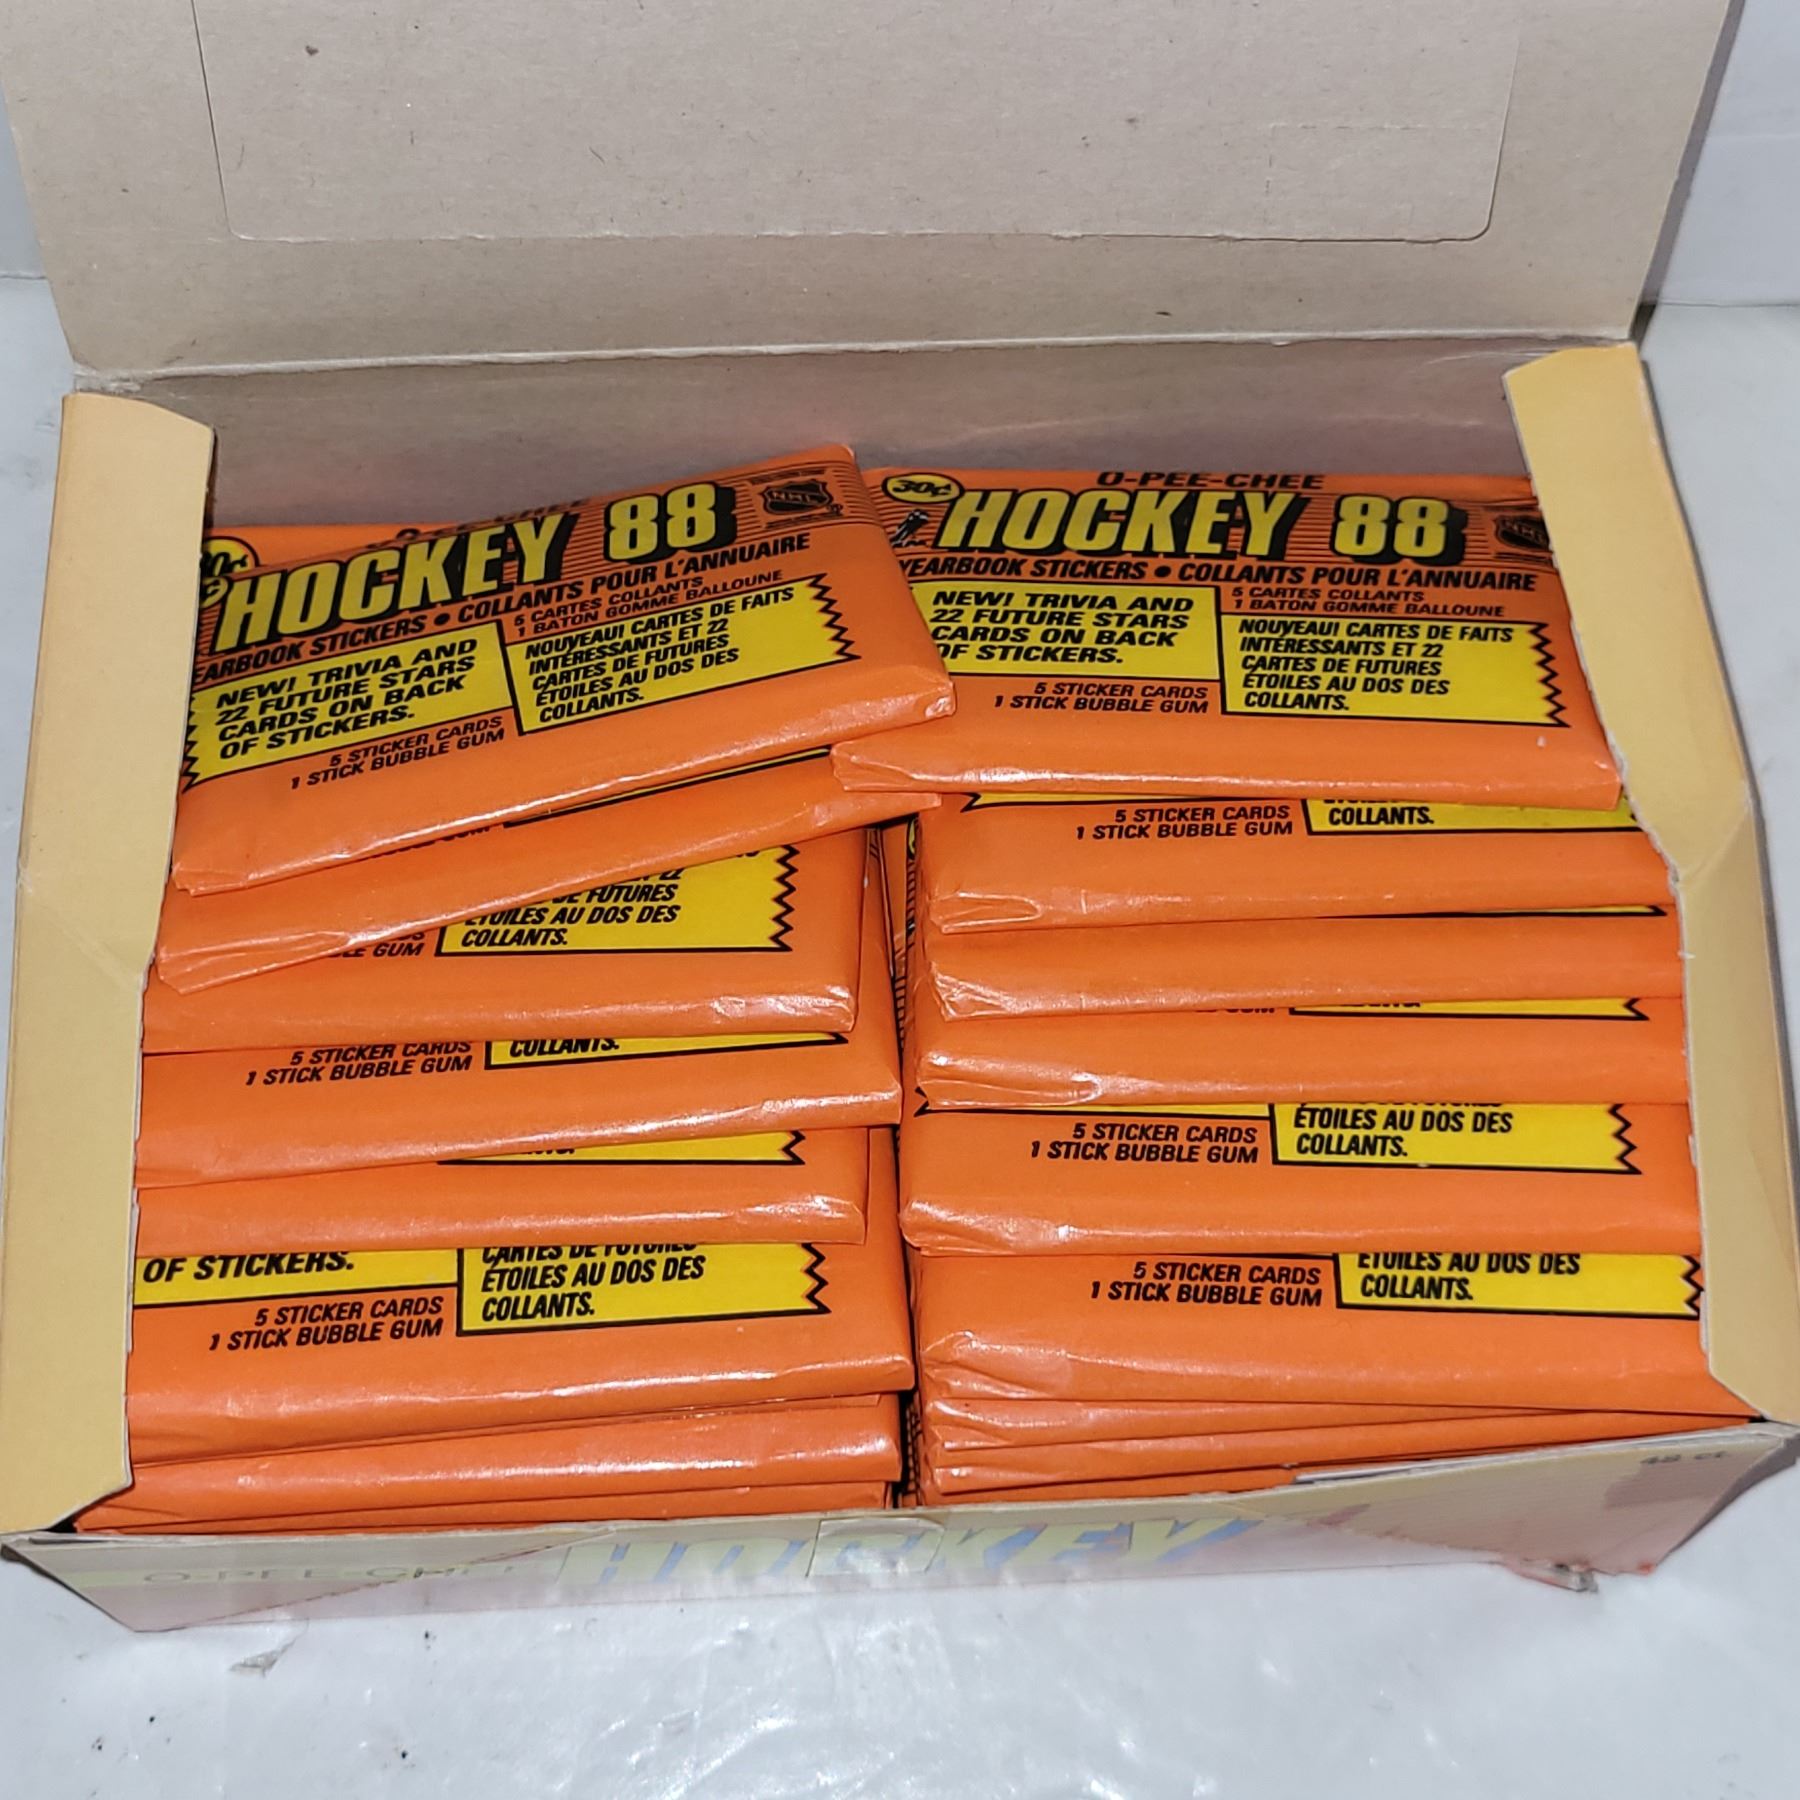 O-PEE-CHEE
HOCKEY 88
NHL
YEARBOOK STICKERS • COLLANTS POUR L'ANNUAIRE
5 CARTES COLLANTS
1 BATON GOMME BALLOUNE
NEW! TRIVIA AND
22 FUTURE STARS
CARDS ON BACK
OF STICKERS.
NOUVEAU! CARTES DE FAITS
INTÉRESSANTS ET 22
CARTES DE FUTURES
ÉTOILES AU DOS DES
COLLANTS.
5 STICKER CARDS
1 STICK BUBBLE GUM
30¢
O-PEE-CHEE
HOCKEY 88
NHL
YEARBOOK STICKERS • COLLANTS POUR L'ANNUAIRE
5 CARTES COLLANTS
1 BATON GOMME BALLOUNE
NEW! TRIVIA AND
22 FUTURE STARS
CARDS ON BACK
OF STICKERS.
NOUVEAU! CARTES DE FAITS
INTÉRESSANTS ET 22
CARTES DE FUTURES
ÉTOILES AU DOS DES
COLLANTS.
5 STICKER CARDS
1 STICK BUBBLE GUM
FUTURES
ÉTOILES AU DOS DES
COLLANTS.
GUM
5 STICKER CARDS
1 STICK BUBBLE GUM
COLLANTS.
OF STICKERS.
CARTES DE FUTURES
ÉTOILES AU DOS DES
COLLANTS.
5 STICKER CARDS
1 STICK BUBBLE GUM
5 STICKER CARDS
1 STICK BUBBLE GUM
COLLANTS.
5 STICKER CARDS
1 STICK BUBBLE GUM
ÉTOILES AU DOS DES
COLLANTS.
5 STICKER CARDS
1 STICK BUBBLE GUM
ÉTOILES AU DOS DES
COLLANTS.
48 ct
O-PEE-CHEE
HOCKEY